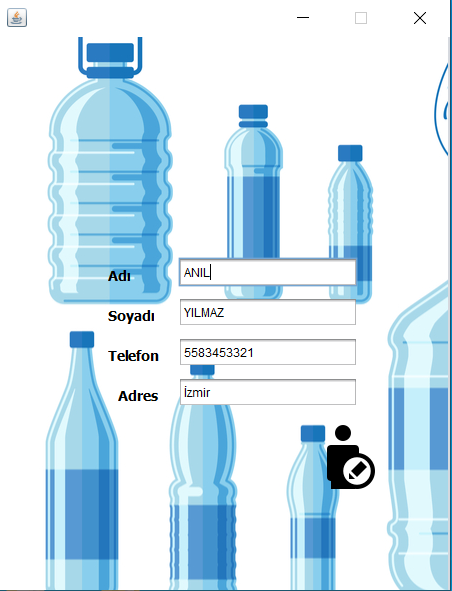 Adı ANIL
Soyadı YILMAZ
Telefon 5583453321
Adres İzmir